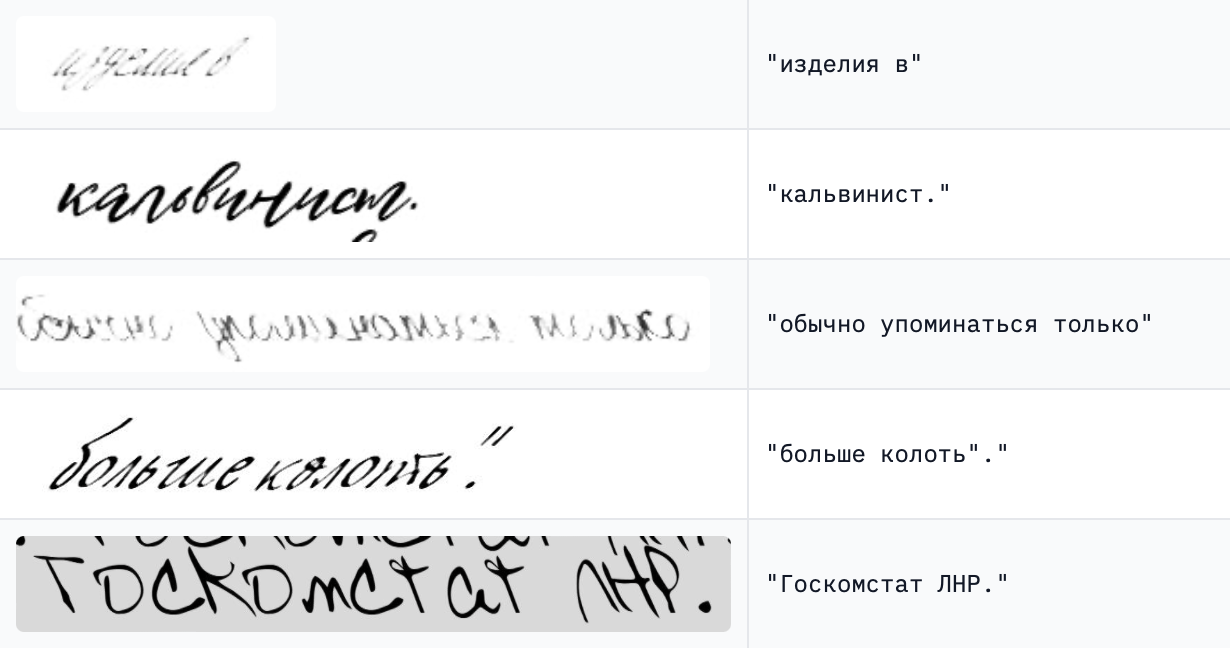 изделия в "изделия в"
кальвинист. "кальвинист."
обычно упоминаться только "обычно упоминаться только"
больше колоть." "больше колоть"."
Госкомстат ЛНР. "Госкомстат ЛНР."